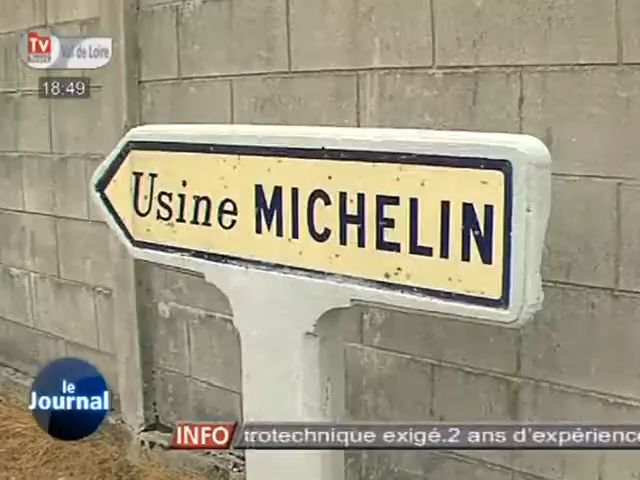 TV
Tours
Val de Loire
18:49
Usine MICHELIN
le
Journal
INFO
trotechnique exigé.2 ans d'expérience